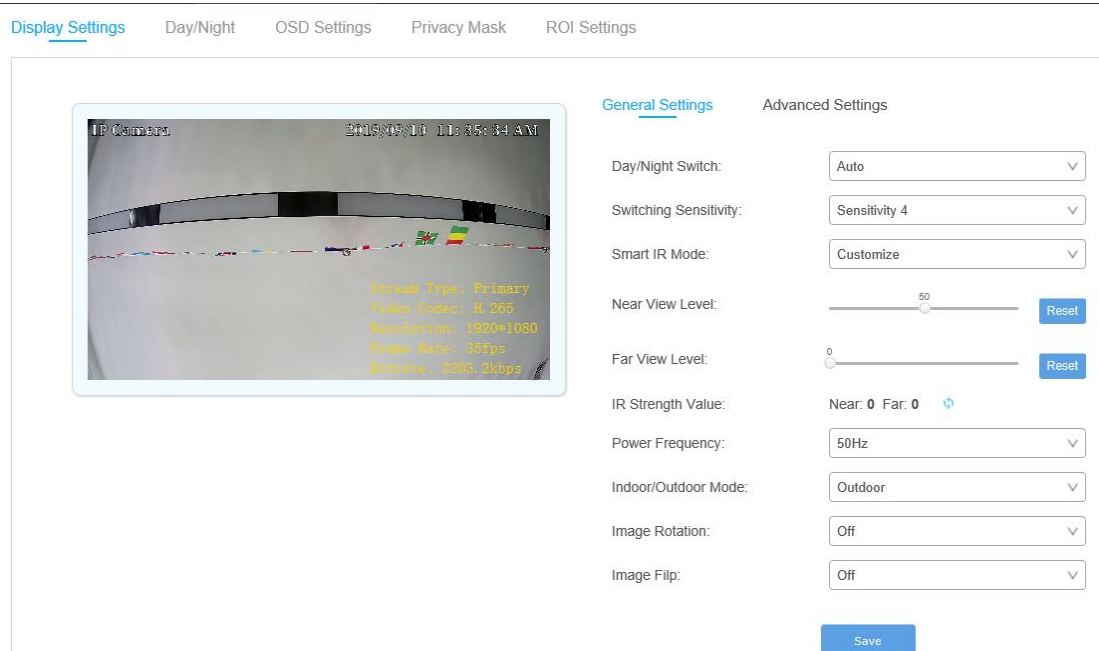 Display Settings Day/Night OSD Settings Privacy Mask ROI Settings
General Settings Advanced Settings
IP Camera 2019/09/10 11:35:34 AM
Stream Type: Primary
Video Codec: H.265
Resolution: 1920*1080
Frame Rate: 35fps
Bitrate: 2203.2kbps
Day/Night Switch: Auto
Switching Sensitivity: Sensitivity 4
Smart IR Mode: Customize
Near View Level: 50 Reset
Far View Level: 0 Reset
IR Strength Value: Near: 0 Far: 0
Power Frequency: 50Hz
Indoor/Outdoor Mode: Outdoor
Image Rotation: Off
Image Filp: Off
Save